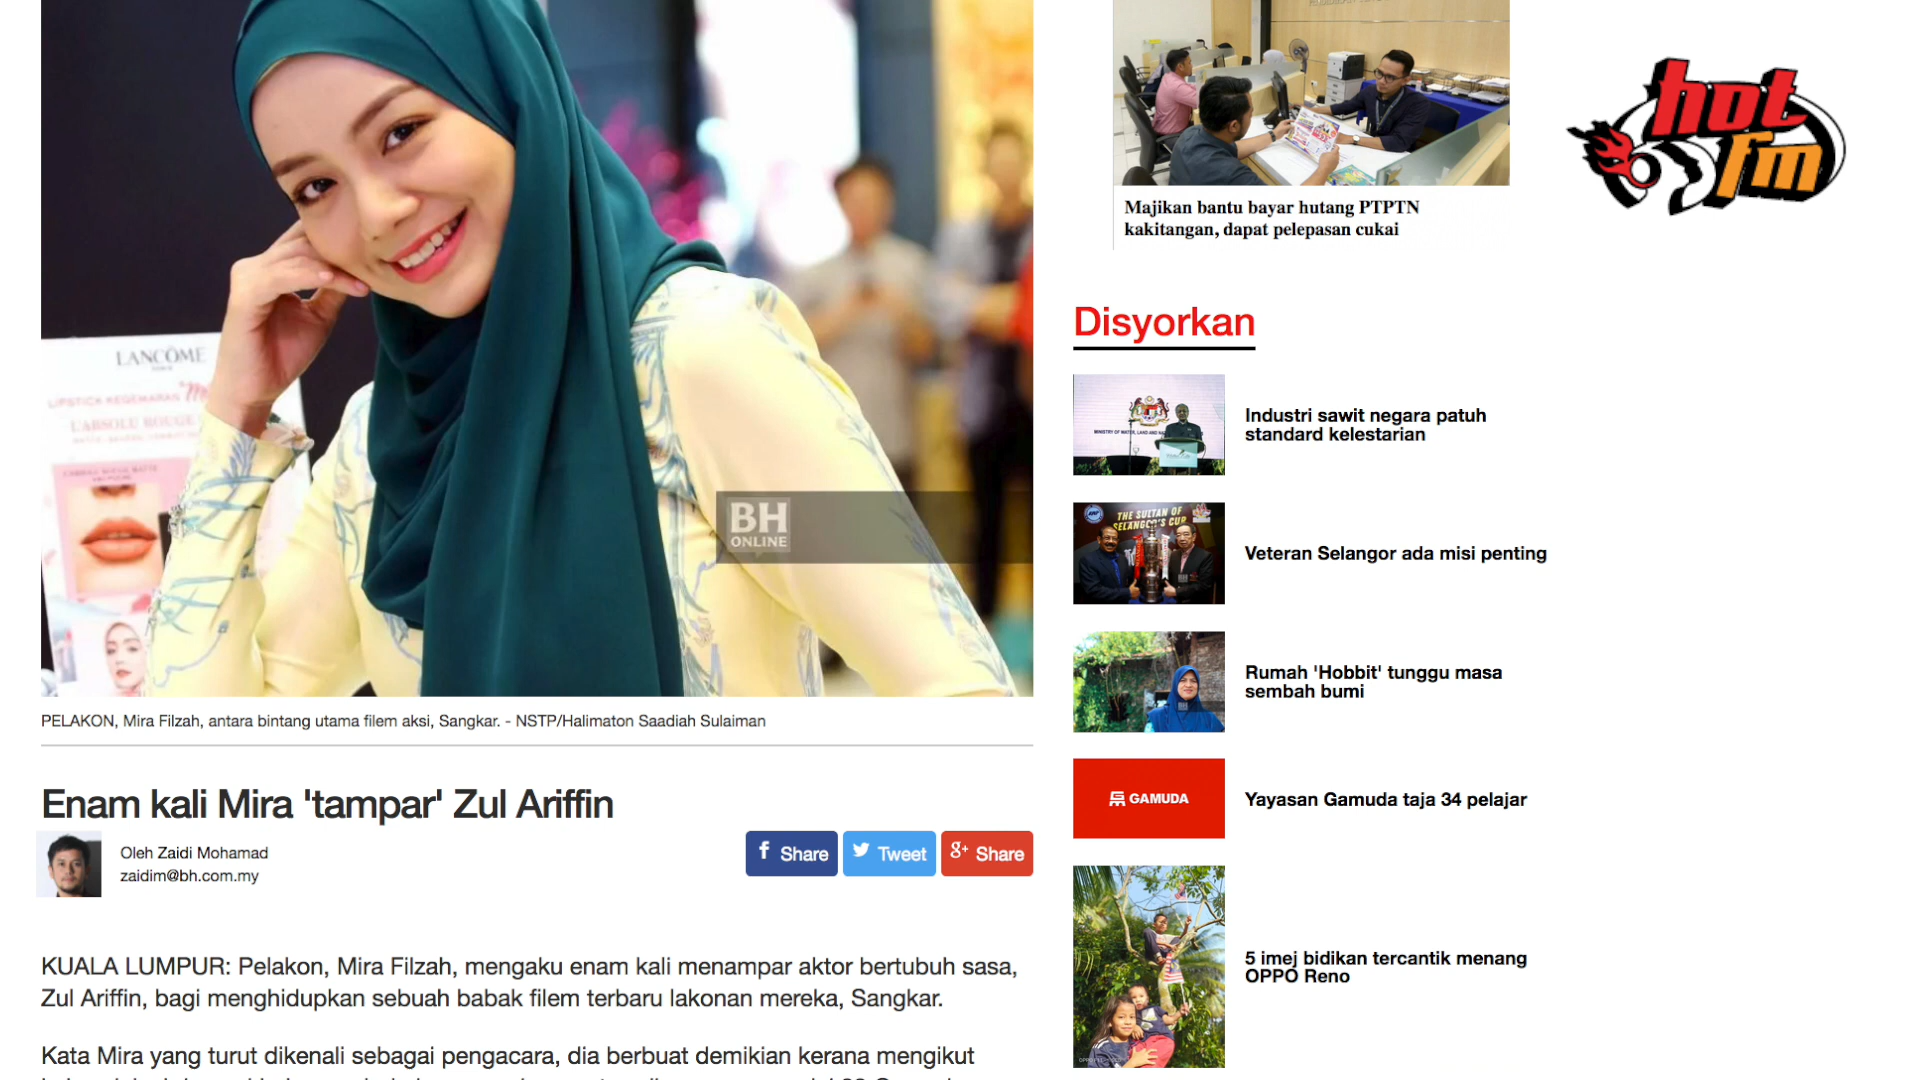 LANCÔME
PARIS
LIPSTICK KEGEMARAN
L'ABSOLU ROUGE
BH
ONLINE
PELAKON, Mira Filzah, antara bintang utama filem aksi, Sangkar. - NSTP/Halimaton Saadiah Sulaiman
Enam kali Mira 'tampar' Zul Ariffin
Oleh Zaidi Mohamad
zaidim@bh.com.my
f Share
Tweet
g+ Share
KUALA LUMPUR: Pelakon, Mira Filzah, mengaku enam kali menampar aktor bertubuh sasa,
Zul Ariffin, bagi menghidupkan sebuah babak filem terbaru lakonan mereka, Sangkar.
Kata Mira yang turut dikenali sebagai pengacara, dia berbuat demikian kerana mengikut
Majikan bantu bayar hutang PTPTN
kakitangan, dapat pelepasan cukai
Disyorkan
Industri sawit negara patuh
standard kelestarian
THE SULTAN OF
SELANGOR'S CUP
Veteran Selangor ada misi penting
Rumah 'Hobbit' tunggu masa
sembah bumi
GAMUDA
Yayasan Gamuda taja 34 pelajar
5 imej bidikan tercantik menang
OPPO Reno
hot
fm